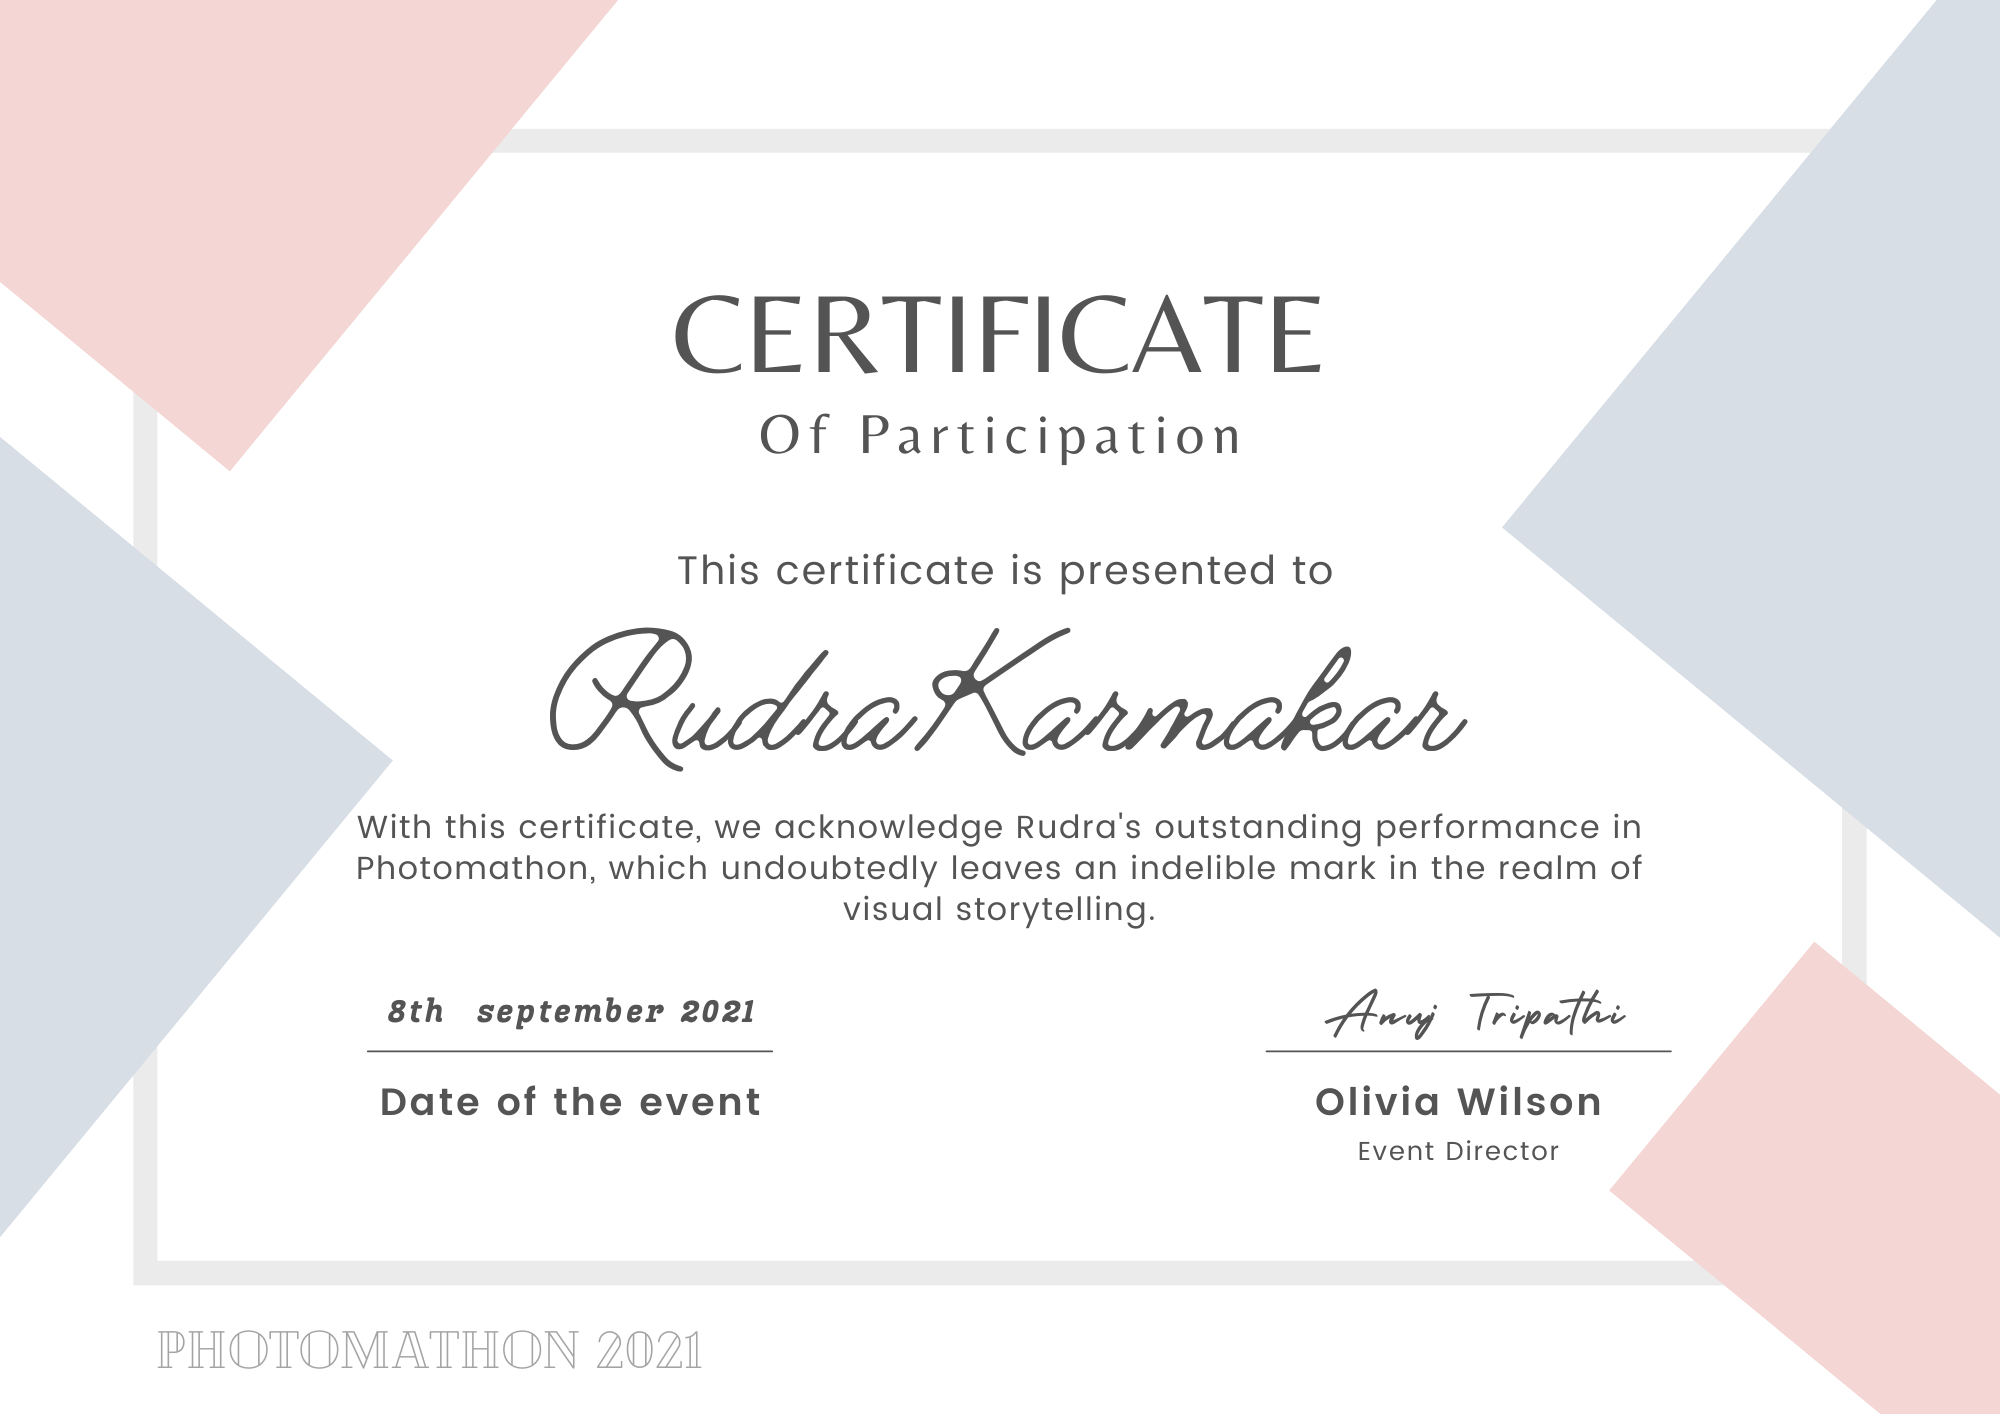 CERTIFICATE
Of Participation
This certificate is presented to
Rudra Karmakar
With this certificate, we acknowledge Rudra's outstanding performance in
Photomathon, which undoubtedly leaves an indelible mark in the realm of
visual storytelling.
8th september 2021
Date of the event
Anuj Tripathi
Olivia Wilson
Event Director
PHOTOMATHON 2021